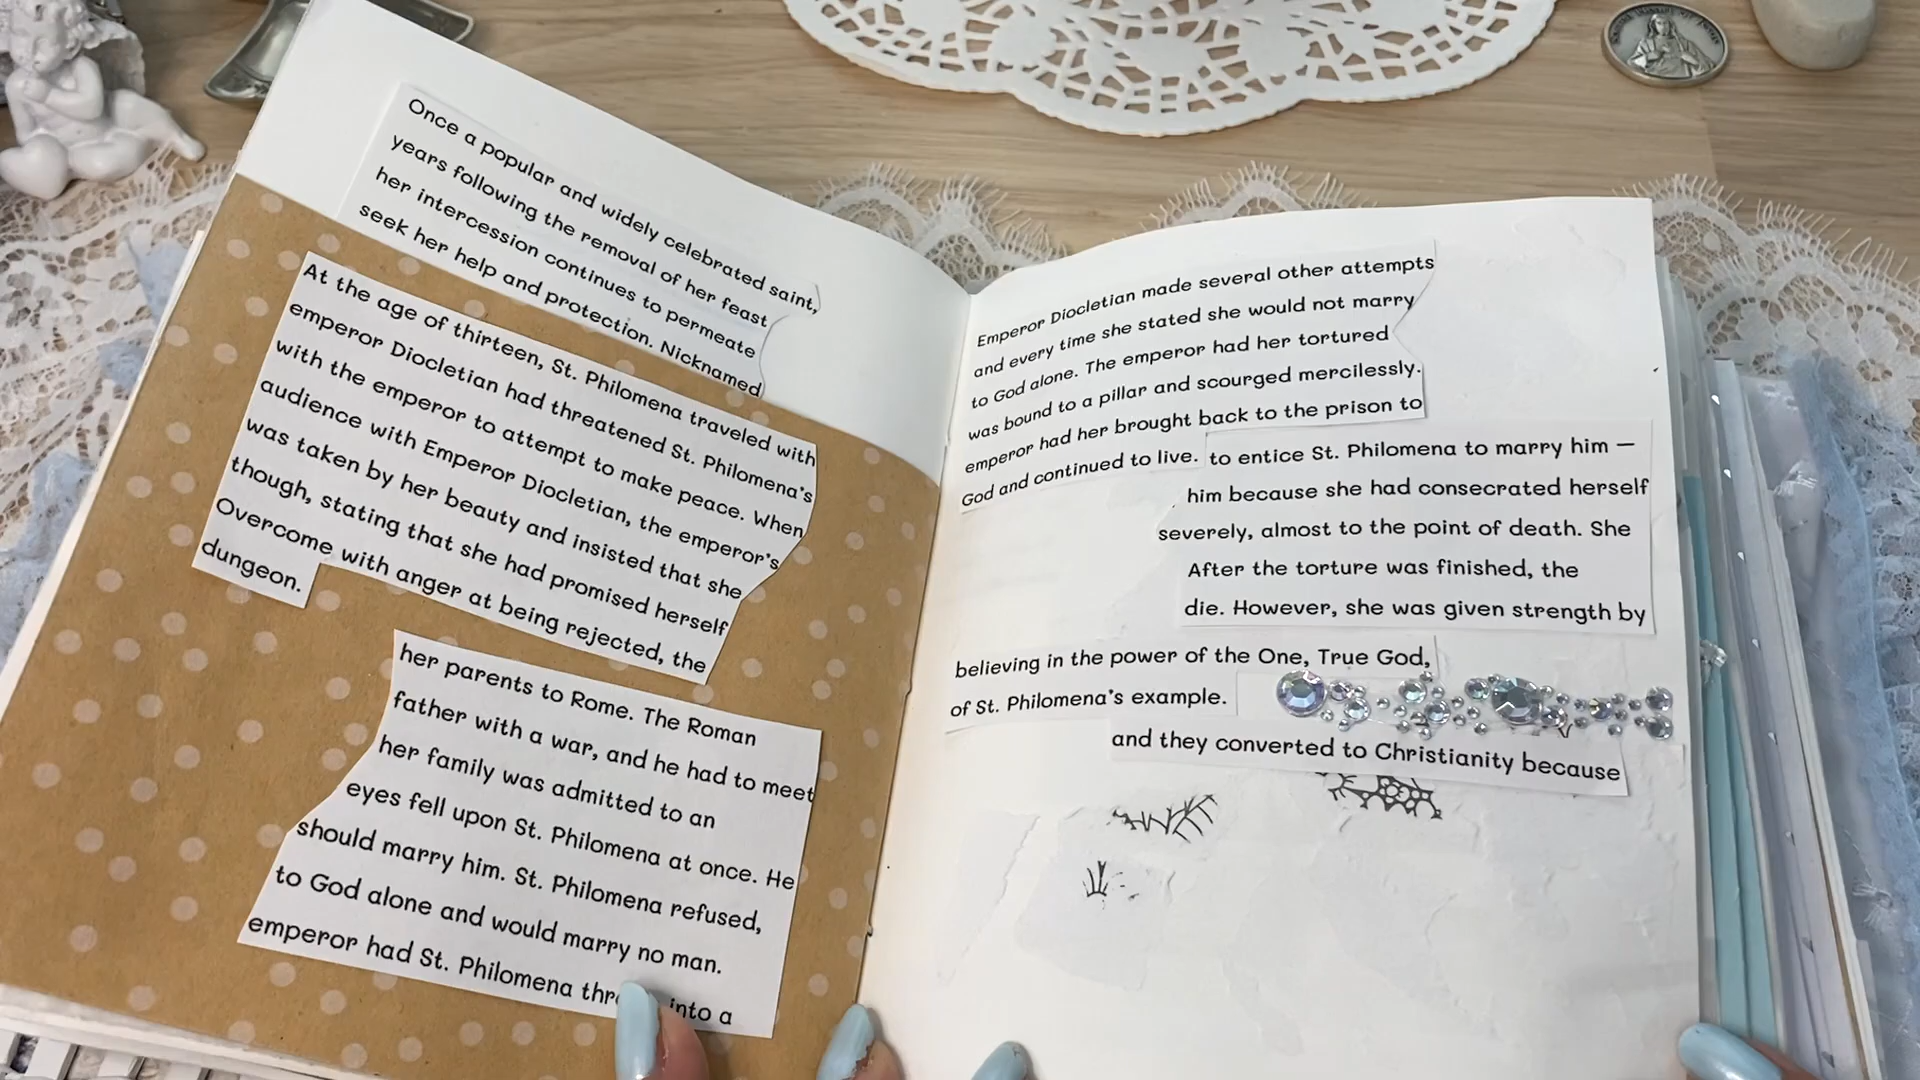 Once a popular and widely celebrated saint,
years following the removal of her feast
her intercession continues to permeate
seek her help and protection. Nicknamed
At the age of thirteen, St. Philomena traveled with
emperor Diocletian had threatened St. Philomena's
with the emperor to attempt to make peace. When
audience with Emperor Diocletian, the emperor's
was taken by her beauty and insisted that she
though, stating that she had promised herself
Overcome with anger at being rejected, the
dungeon.
her parents to Rome. The Roman
father with a war, and he had to meet
her family was admitted to an
eyes fell upon St. Philomena at once. He
should marry him. St. Philomena refused,
to God alone and would marry no man.
emperor had St. Philomena into a
Emperor Diocletian made several other attempts
and every time she stated she would not marry
to God alone. The emperor had her tortured
was bound to a pillar and scourged mercilessly.
emperor had her brought back to the prison to
God and continued to live.
to entice St. Philomena to marry him —
him because she had consecrated herself
severely, almost to the point of death. She
After the torture was finished, the
die. However, she was given strength by
believing in the power of the One, True God,
of St. Philomena's example.
and they converted to Christianity because